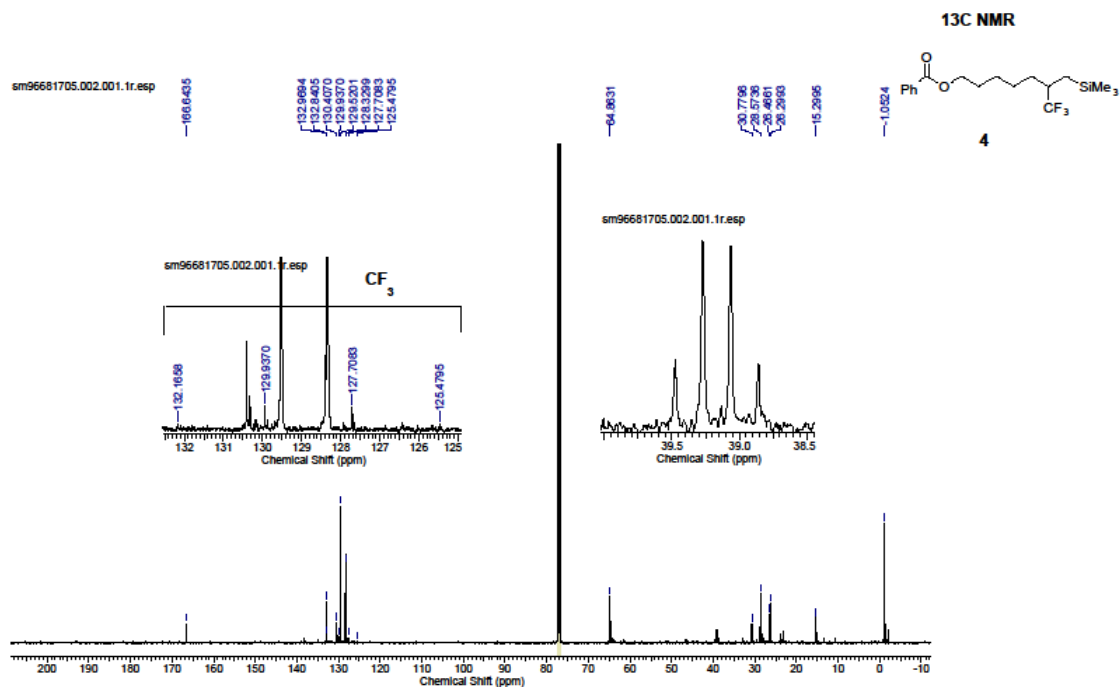 13C NMR
sm96681705.002.001.1r.esp
166.6435
132.9694
132.8405
130.4070
129.9370
129.5201
128.3299
127.7083
125.4795
64.8631
30.7796
28.5736
26.4661
26.2993
15.2995
-1.0524
O
Ph O SiMe3
CF3
4
sm96681705.002.001.1r.esp
CF3
132.1658
129.9370
127.7083
125.4795
132 131 130 129 128 127 126 125
Chemical Shift (ppm)
sm96681705.002.001.1r.esp
39.5 39.0 38.5
Chemical Shift (ppm)
200 190 180 170 160 150 140 130 120 110 100 90 80 70 60 50 40 30 20 10 0 -10
Chemical Shift (ppm)